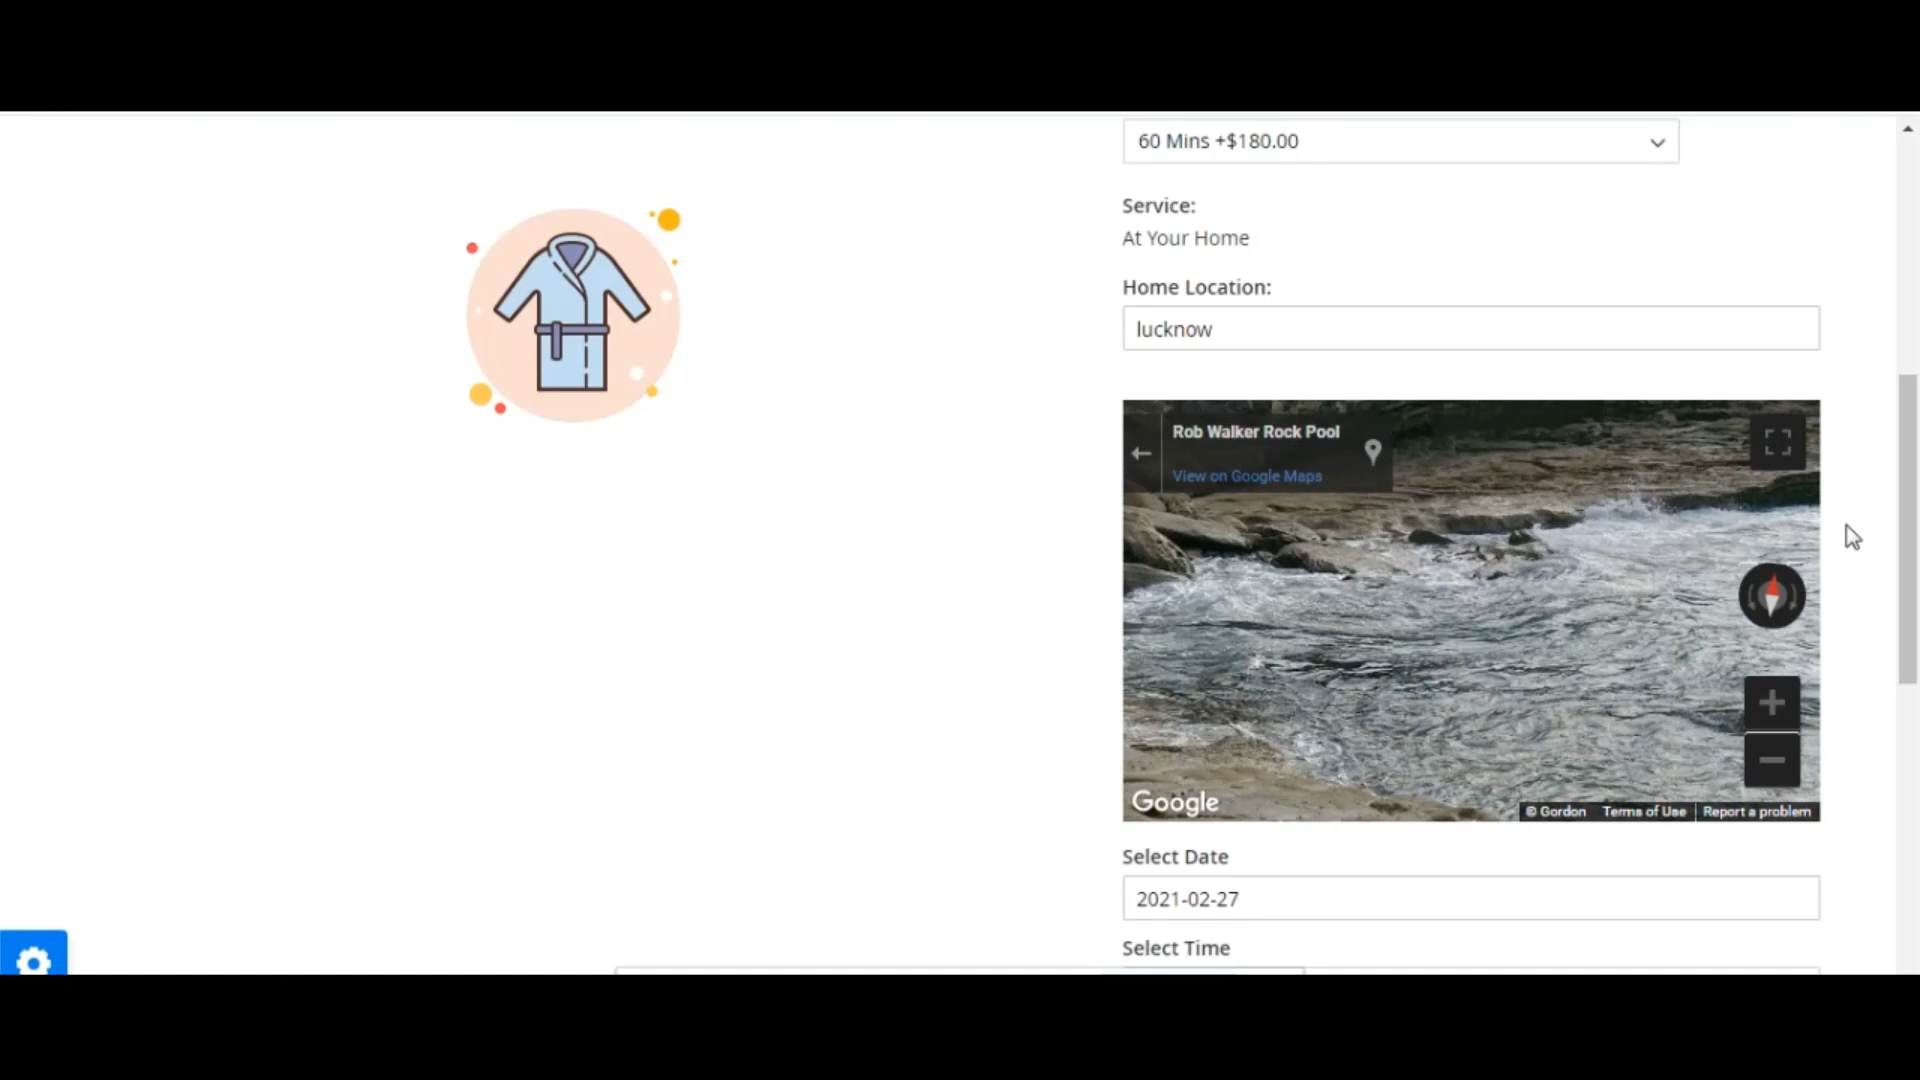 60 Mins +$180.00
Service:
At Your Home
Home Location:
lucknow
Rob Walker Rock Pool
View on Google Maps
Google
© Gordon Terms of Use Report a problem
Select Date
2021-02-27
Select Time